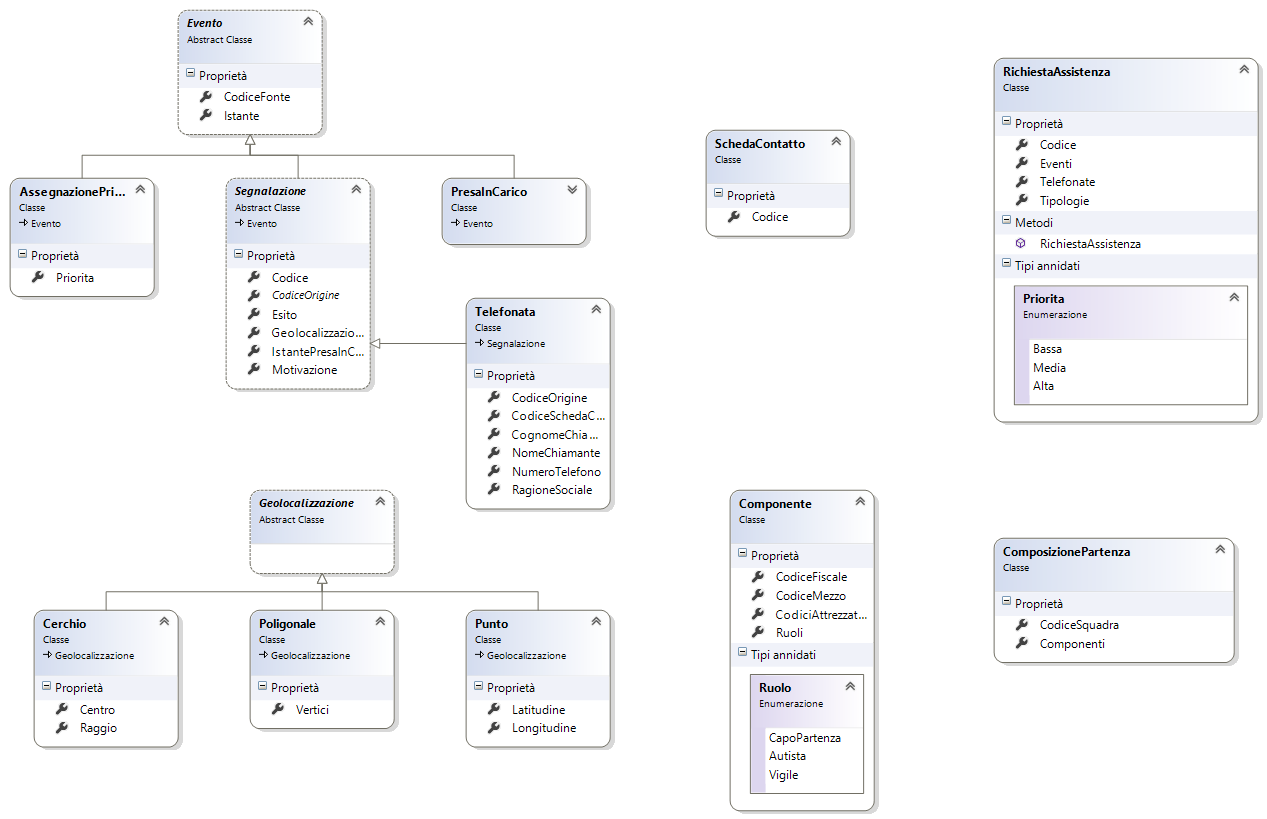 Evento
Abstract Classe
Proprietà
CodiceFonte
Istante
AssegnazionePri...
Classe
Evento
Proprietà
Priorita
Segnalazione
Abstract Classe
Evento
Proprietà
Codice
CodiceOrigine
Esito
Geolocalizzazio...
IstantePresaInC...
Motivazione
PresaInCarico
Classe
Evento
Telefonata
Classe
Segnalazione
Proprietà
CodiceOrigine
CodiceSchedaC...
CognomeChia...
NomeChiamante
NumeroTelefono
RagioneSociale
Geolocalizzazione
Abstract Classe
Cerchio
Classe
Geolocalizzazione
Proprietà
Centro
Raggio
Poligonale
Classe
Geolocalizzazione
Proprietà
Vertici
Punto
Classe
Geolocalizzazione
Proprietà
Latitudine
Longitudine
SchedaContatto
Classe
Proprietà
Codice
RichiestaAssistenza
Classe
Proprietà
Codice
Eventi
Telefonate
Tipologie
Metodi
RichiestaAssistenza
Tipi annidati
Priorita
Enumerazione
Bassa
Media
Alta
Componente
Classe
Proprietà
CodiceFiscale
CodiceMezzo
CodiciAttrezzat...
Ruoli
Tipi annidati
Ruolo
Enumerazione
CapoPartenza
Autista
Vigile
ComposizionePartenza
Classe
Proprietà
CodiceSquadra
Componenti